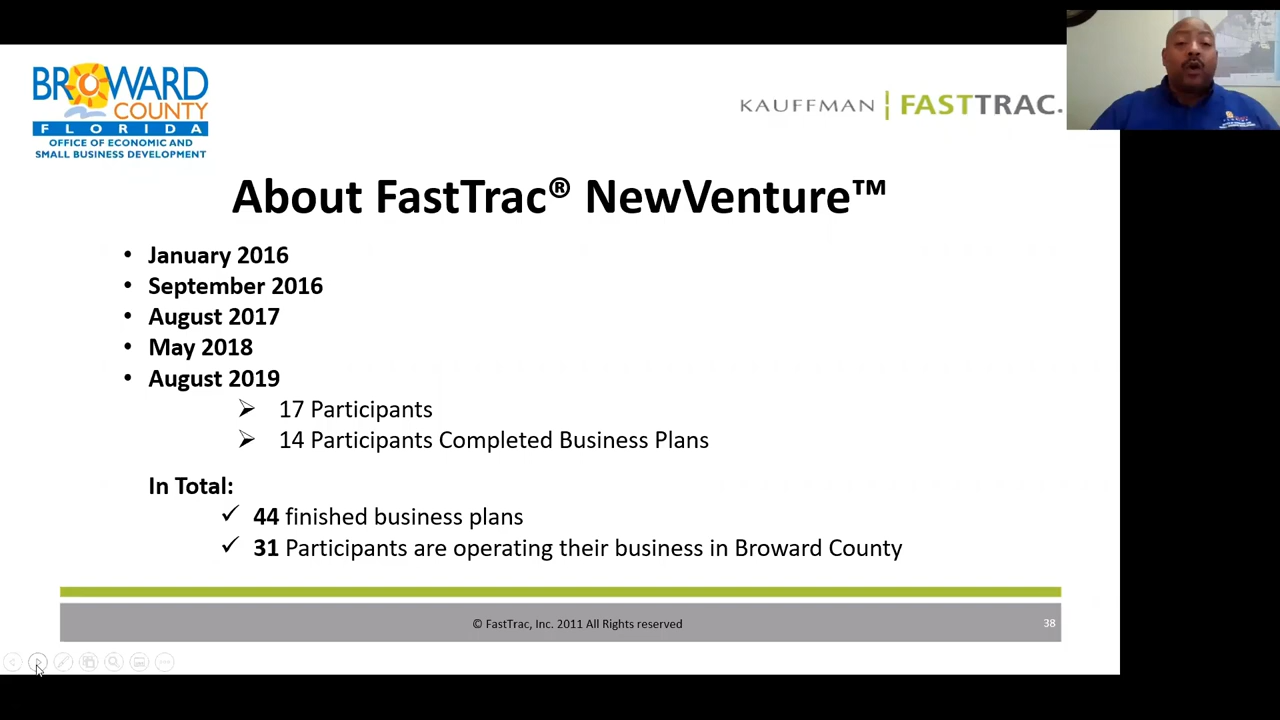 BROWARD
COUNTY
FLORIDA
OFFICE OF ECONOMIC AND
SMALL BUSINESS DEVELOPMENT
KAUFFMAN | FASTTRAC.
About FastTrac® NewVenture™
• January 2016
• September 2016
• August 2017
• May 2018
• August 2019
➢ 17 Participants
➢ 14 Participants Completed Business Plans
In Total:
✓ 44 finished business plans
✓ 31 Participants are operating their business in Broward County
© FastTrac, Inc. 2011 All Rights reserved
38